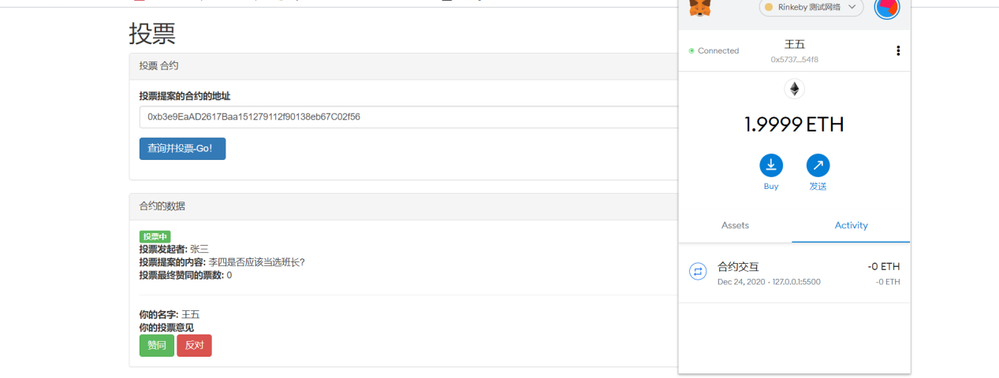 投票
投票 合约
投票提案的合约的地址
0xb3e9EaAD2617Baa151279112f90138eb67C02f56
查询并投票-Go!
合约的数据
投票中
投票发起者: 张三
投票提案的内容: 李四是否应该当选班长?
投票最终赞同的票数: 0
你的名字: 王五
你的投票意见
赞同 反对
Rinkeby 测试网络
Connected
王五
0x5737...54f8
1.9999 ETH
Buy 发送
Assets Activity
合约交互 -0 ETH
Dec 24, 2020 · 127.0.0.1:5500 -0 ETH